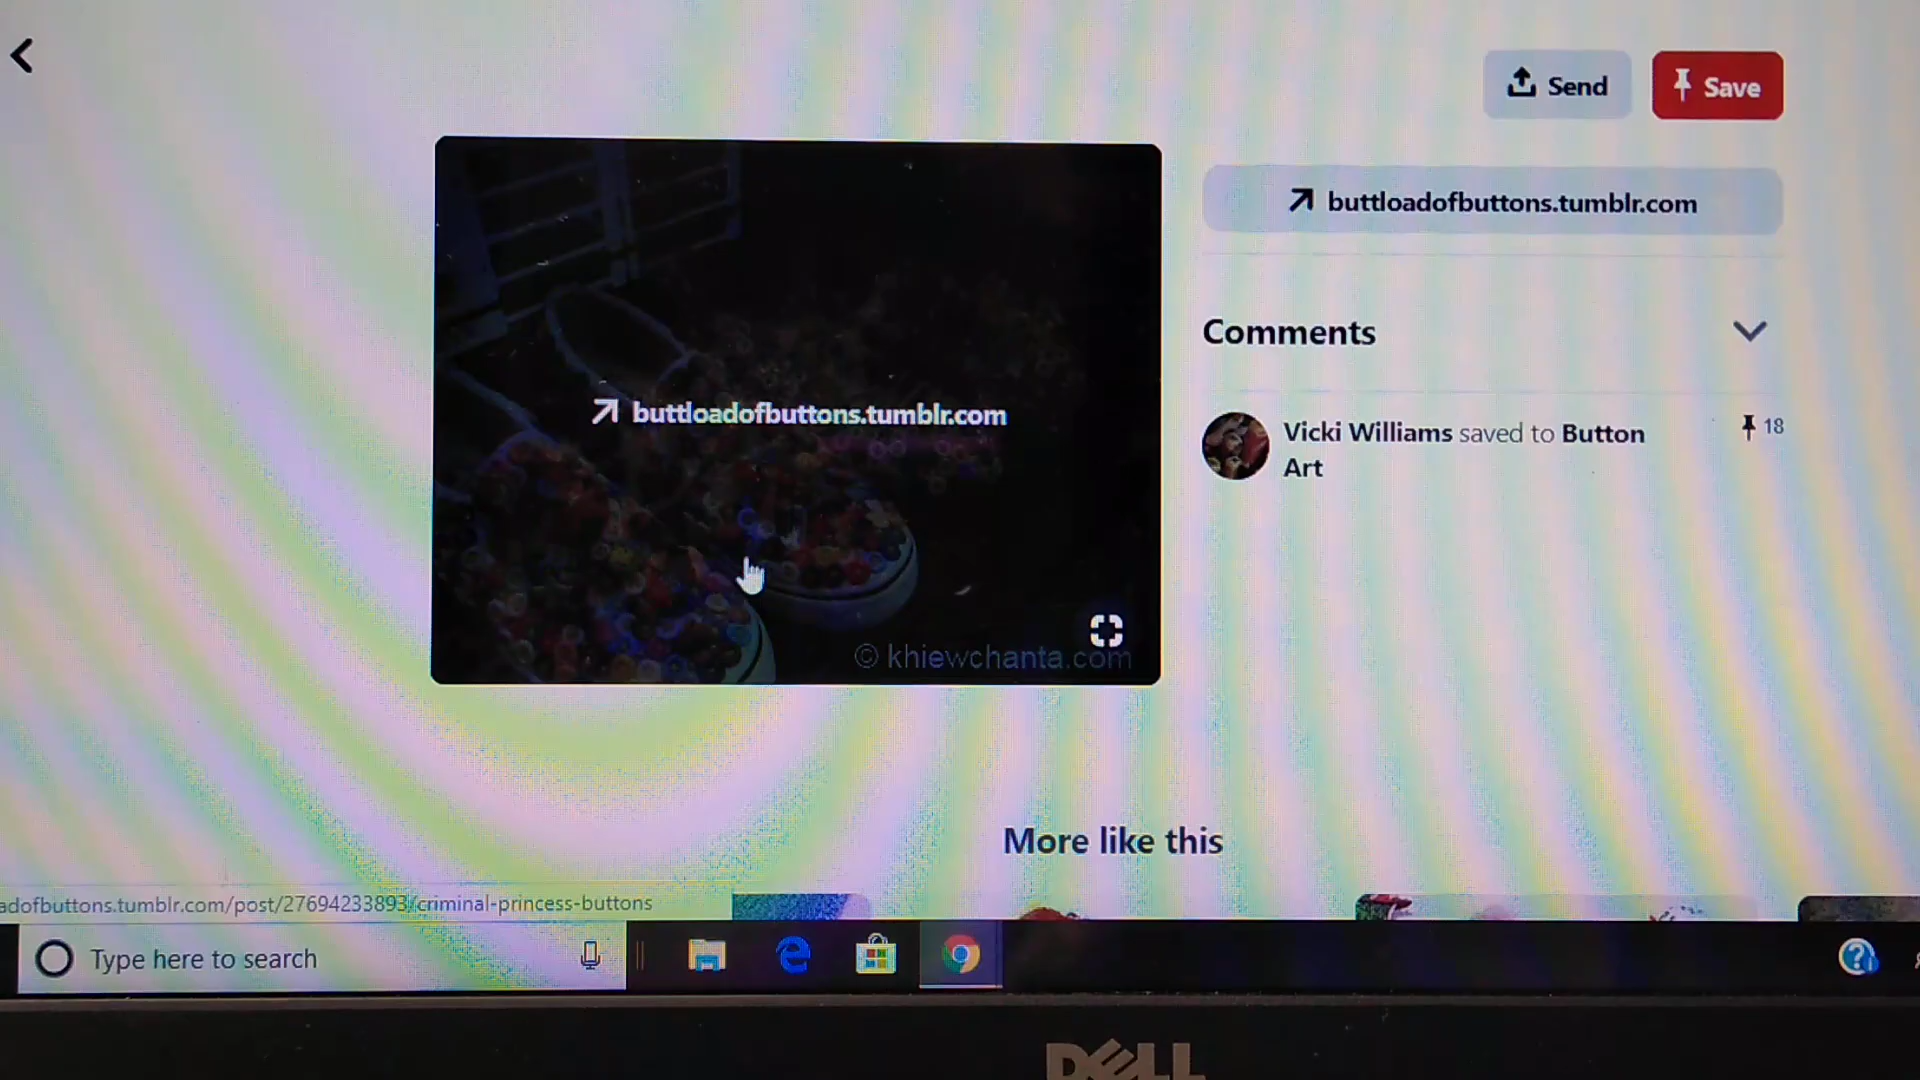 Send
Save
buttloadofbuttons.tumblr.com
Comments
buttloadofbuttons.tumblr.com
Vicki Williams saved to Button
Art
18
© khiewchanta.com
More like this
adofbuttons.tumblr.com/post/27694233893/criminal-princess-buttons
Type here to search
DELL